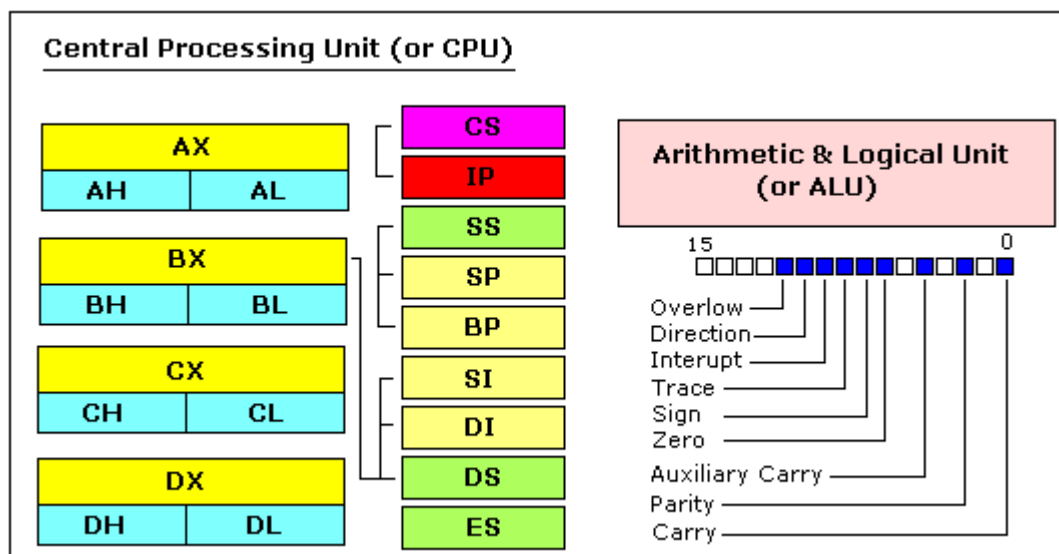 Central Processing Unit (or CPU)
AX
AH AL
BX
BH BL
CX
CH CL
DX
DH DL
CS
IP
SS
SP
BP
SI
DI
DS
ES
Arithmetic & Logical Unit
(or ALU)
15 0
Overlow
Direction
Interupt
Trace
Sign
Zero
Auxiliary Carry
Parity
Carry